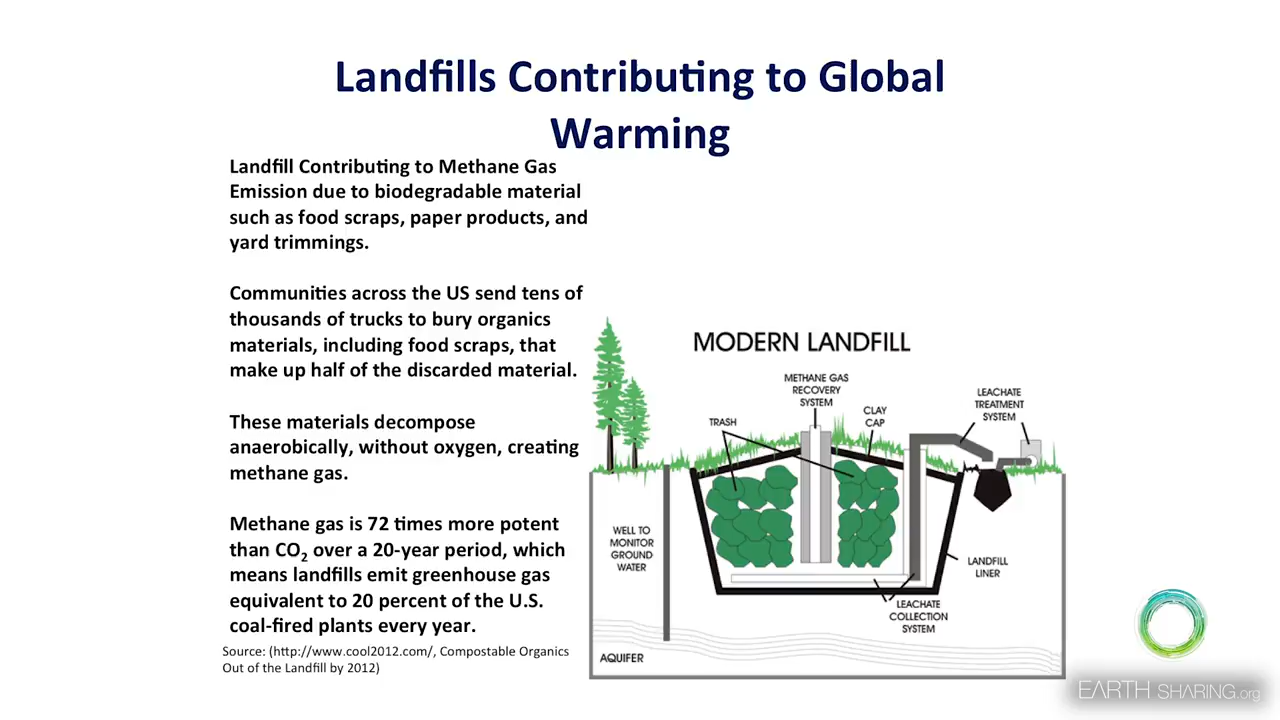 Landfills Contributing to Global
Warming
Landfill Contributing to Methane Gas
Emission due to biodegradable material
such as food scraps, paper products, and
yard trimmings.
Communities across the US send tens of
thousands of trucks to bury organics
materials, including food scraps, that
make up half of the discarded material.
These materials decompose
anaerobically, without oxygen, creating
methane gas.
Methane gas is 72 times more potent
than CO₂ over a 20-year period, which
means landfills emit greenhouse gas
equivalent to 20 percent of the U.S.
coal-fired plants every year.
Source: (http://www.cool2012.com/, Compostable Organics
Out of the Landfill by 2012)
MODERN LANDFILL
METHANE GAS
RECOVERY
SYSTEM
TRASH
CLAY
CAP
LEACHATE
TREATMENT
SYSTEM
WELL TO
MONITOR
GROUND
WATER
LANDFILL
LINER
LEACHATE
COLLECTION
SYSTEM
AQUIFER
EARTH SHARING.org